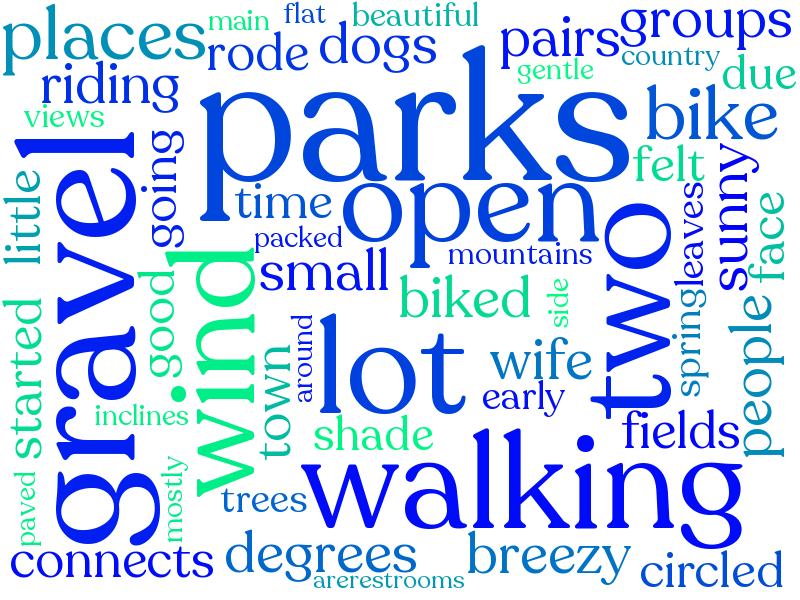 places
main
flat
beautiful
rode
dogs
pairs
groups
country
gentle
due
riding
views
parks
bike
felt
gravel
going
time
open
packed
mountains
little
wind
small
two
leaves
sunny
face
good
biked
side
spring
started
around
lot
wife
people
town
early
inclines
shade
fields
walking
paved
mostly
trees
connects
degrees
breezy
circled
arerestrooms